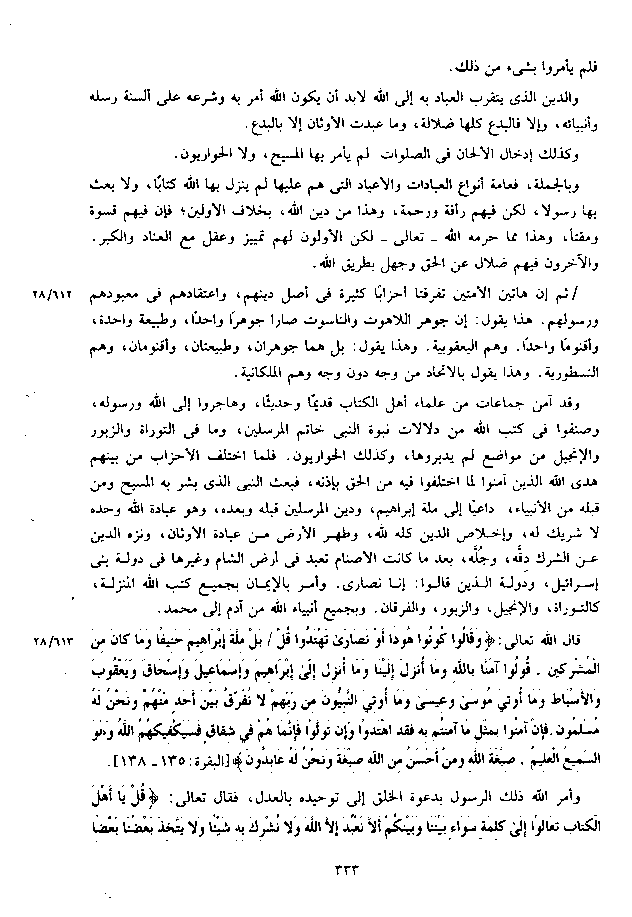 فلم يأمروا بشىء من ذلك.
والدين الذى يتقرب العباد به إلى الله لابد أن يكون الله أمر به وشرعه على ألسنة رسله
وأنبيائه، وإلا فالبدع كلها ضلالة، وما عبدت الأوثان إلا بالبدع.
وكذلك إدخال الألحان فى الصلوات لم يأمر بها المسيح، ولا الحواريون.
وبالجملة، فعامة أنواع العبادات والأعياد التى هم عليها لم ينزل بها الله كتابًا، ولا بعث
بها رسولا، لكن فيهم رأفة ورحمة، وهذا من دين الله، بخلاف الأولين؛ فإن فيهم قسوة
ومقتًا، وهذا مما حرمه الله ـ تعالى ـ لكن الأولون لهم تمييز وعقل مع العناد والكبر.
والآخرون فيهم ضلال عن الحق وجهل بطريق الله.
٢٨/٦١٢ / ثم إن هاتين الأمتين تفرقتا أحزابًا كثيرة فى أصل دينهم، واعتقادهم فى معبودهم
ورسولهم. هذا يقول: إن جوهر اللاهوت والناسوت صارا جوهرًا واحدًا، وطبيعة واحدة،
وأقنومًا واحدًا. وهم اليعقوبية. وهذا يقول: بل هما جوهران، وطبيعتان، وأقنومان، وهم
النسطورية. وهذا يقول بالاتحاد من وجه دون وجه وهم الملكانية.
وقد آمن جماعات من علماء أهل الكتاب قديمًا وحديثًا، وهاجروا إلى الله ورسوله،
وصنفوا فى كتب الله من دلالات نبوة النبى خاتم المرسلين، وما فى التوراة والزبور
والإنجيل من مواضع لم يدبروها، وكذلك الحواريون. فلما اختلف الأحزاب من بينهم
هدى الله الذين آمنوا لما اختلفوا فيه من الحق بإذنه، فبعث النبى الذى بشر به المسيح ومن
قبله من الأنبياء، داعيًا إلى ملة إبراهيم، ودين المرسلين قبله وبعده، وهو عبادة الله وحده
لا شريك له، وإخلاص الدين كله لله، وطهر الأرض من عبادة الأوثان، ونزه الدين
عن الشرك دِقِّه، وجُلِّه، بعد ما كانت الأصنام تعبد فى أرض الشام وغيرها فى دولة بنى
إسرائيل، ودولة الذين قالوا: إنا نصارى. وأمر بالإيمان بجميع كتب الله المنزلة،
كالتوراة، والإنجيل، والزبور، والفرقان. وبجميع أنبياء الله من آدم إلى محمد.
٢٨/٦١٣ قال الله تعالى: ﴿وَقَالُوا كُونُوا هُودًا أَوْ نَصَارَىٰ تَهْتَدُوا قُلْ / بَلْ مِلَّةَ إِبْرَاهِيمَ حَنِيفًا وَمَا كَانَ مِنَ
الْمُشْرِكِينَ . قُولُوا آمَنَّا بِاللَّهِ وَمَا أُنزِلَ إِلَيْنَا وَمَا أُنزِلَ إِلَىٰ إِبْرَاهِيمَ وَإِسْمَاعِيلَ وَإِسْحَاقَ وَيَعْقُوبَ
وَالأَسْبَاطِ وَمَا أُوتِيَ مُوسَىٰ وَعِيسَىٰ وَمَا أُوتِيَ النَّبِيُّونَ مِن رَّبِّهِمْ لا نُفَرِّقُ بَيْنَ أَحَدٍ مِّنْهُمْ وَنَحْنُ لَهُ
مُسْلِمُونَ . فَإِنْ آمَنُوا بِمِثْلِ مَا آمَنتُم بِهِ فَقَدِ اهْتَدَوا وَّإِن تَوَلَّوْا فَإِنَّمَا هُمْ فِي شِقَاقٍ فَسَيَكْفِيكَهُمُ اللَّهُ وَهُوَ
السَّمِيعُ الْعَلِيمُ . صِبْغَةَ اللَّهِ وَمَنْ أَحْسَنُ مِنَ اللَّهِ صِبْغَةً وَنَحْنُ لَهُ عَابِدُونَ﴾ [البقرة: ١٣٥ ـ ١٣٨].
وأمر الله ذلك الرسول بدعوة الخلق إلى توحيده بالعدل، فقال تعالى: ﴿قُلْ يَا أَهْلَ
الْكِتَابِ تَعَالَوْا إِلَىٰ كَلِمَةٍ سَوَاءٍ بَيْنَنَا وَبَيْنَكُمْ أَلاَّ نَعْبُدَ إِلاَّ اللَّهَ وَلا نُشْرِكَ بِهِ شَيْئًا وَلا يَتَّخِذَ بَعْضُنَا بَعْضًا
٣٣٣